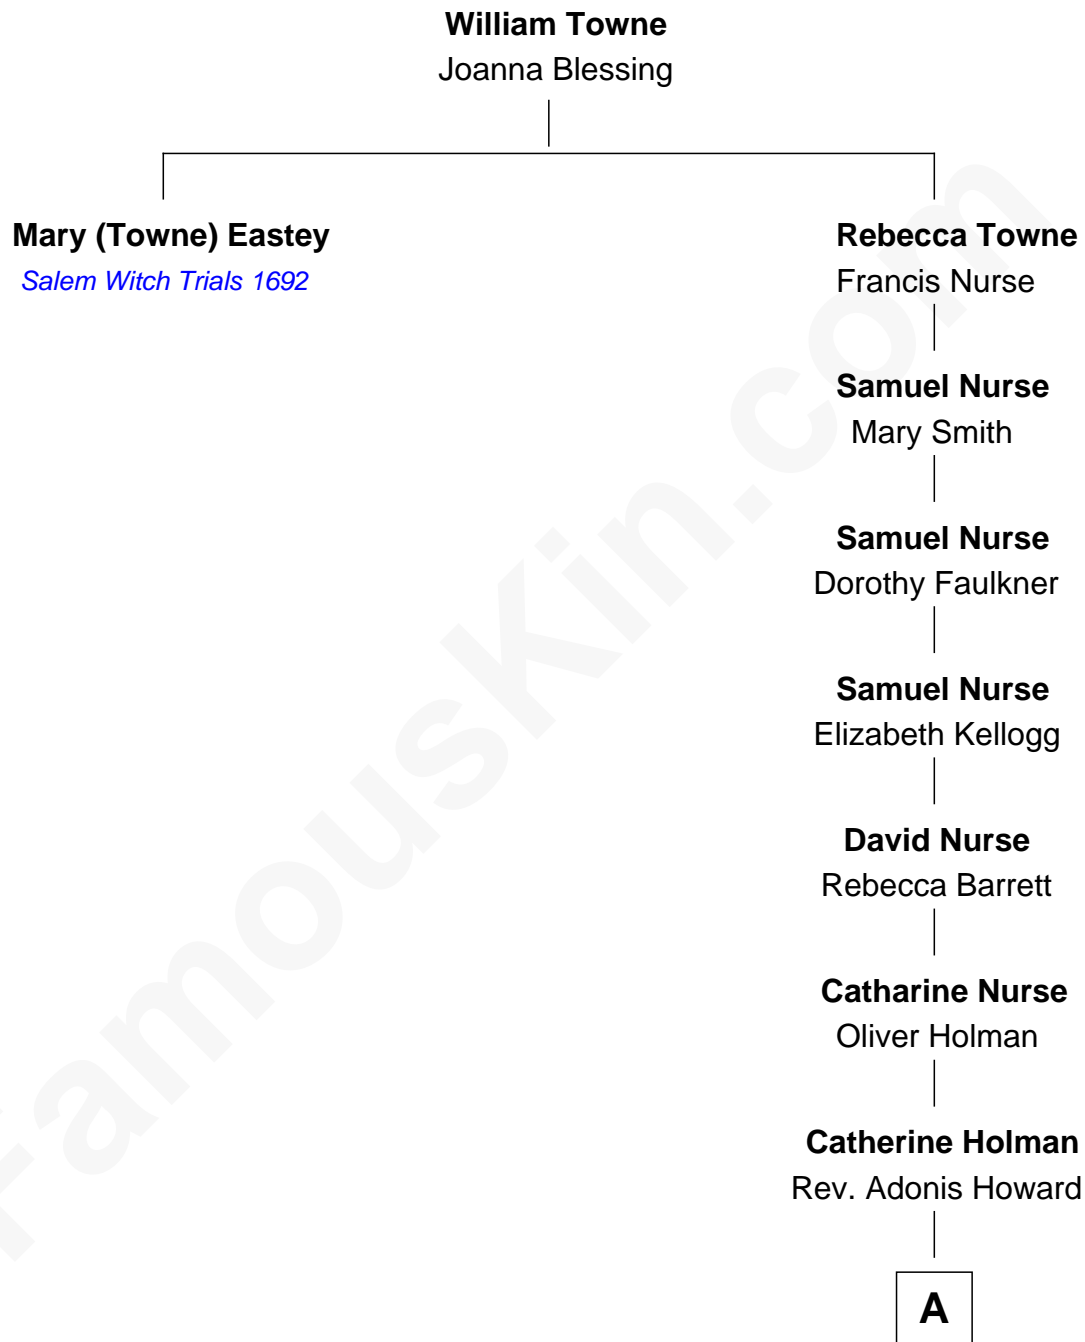 William Towne
Joanna Blessing
Mary (Towne) Eastey
Salem Witch Trials 1692
Rebecca Towne
Francis Nurse
Samuel Nurse
Mary Smith
Samuel Nurse
Dorothy Faulkner
Samuel Nurse
Elizabeth Kellogg
David Nurse
Rebecca Barrett
Catharine Nurse
Oliver Holman
Catherine Holman
Rev. Adonis Howard
A
FamousKin.com